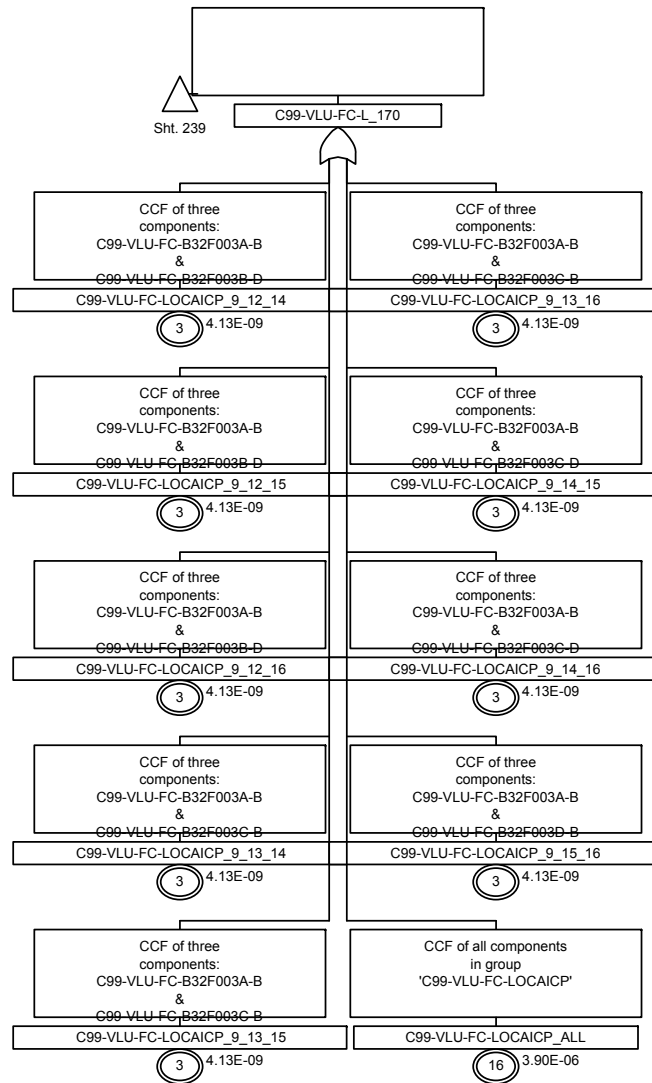 Sht. 239
C99-VLU-FC-L_170
CCF of three
components:
C99-VLU-FC-B32F003A-B
&
C99-VLU-FC-B32F003B-D
C99-VLU-FC-LOCAICP_9_12_14
3
4.13E-09
CCF of three
components:
C99-VLU-FC-B32F003A-B
&
C99-VLU-FC-B32F003C-B
C99-VLU-FC-LOCAICP_9_13_16
3
4.13E-09
CCF of three
components:
C99-VLU-FC-B32F003A-B
&
C99-VLU-FC-B32F003B-D
C99-VLU-FC-LOCAICP_9_12_15
3
4.13E-09
CCF of three
components:
C99-VLU-FC-B32F003A-B
&
C99-VLU-FC-B32F003C-D
C99-VLU-FC-LOCAICP_9_14_15
3
4.13E-09
CCF of three
components:
C99-VLU-FC-B32F003A-B
&
C99-VLU-FC-B32F003B-D
C99-VLU-FC-LOCAICP_9_12_16
3
4.13E-09
CCF of three
components:
C99-VLU-FC-B32F003A-B
&
C99-VLU-FC-B32F003C-D
C99-VLU-FC-LOCAICP_9_14_16
3
4.13E-09
CCF of three
components:
C99-VLU-FC-B32F003A-B
&
C99-VLU-FC-B32F003C-B
C99-VLU-FC-LOCAICP_9_13_14
3
4.13E-09
CCF of three
components:
C99-VLU-FC-B32F003A-B
&
C99-VLU-FC-B32F003D-B
C99-VLU-FC-LOCAICP_9_15_16
3
4.13E-09
CCF of three
components:
C99-VLU-FC-B32F003A-B
&
C99-VLU-FC-B32F003C-B
C99-VLU-FC-LOCAICP_9_13_15
3
4.13E-09
CCF of all components
in group
'C99-VLU-FC-LOCAICP'
C99-VLU-FC-LOCAICP_ALL
16
3.90E-06